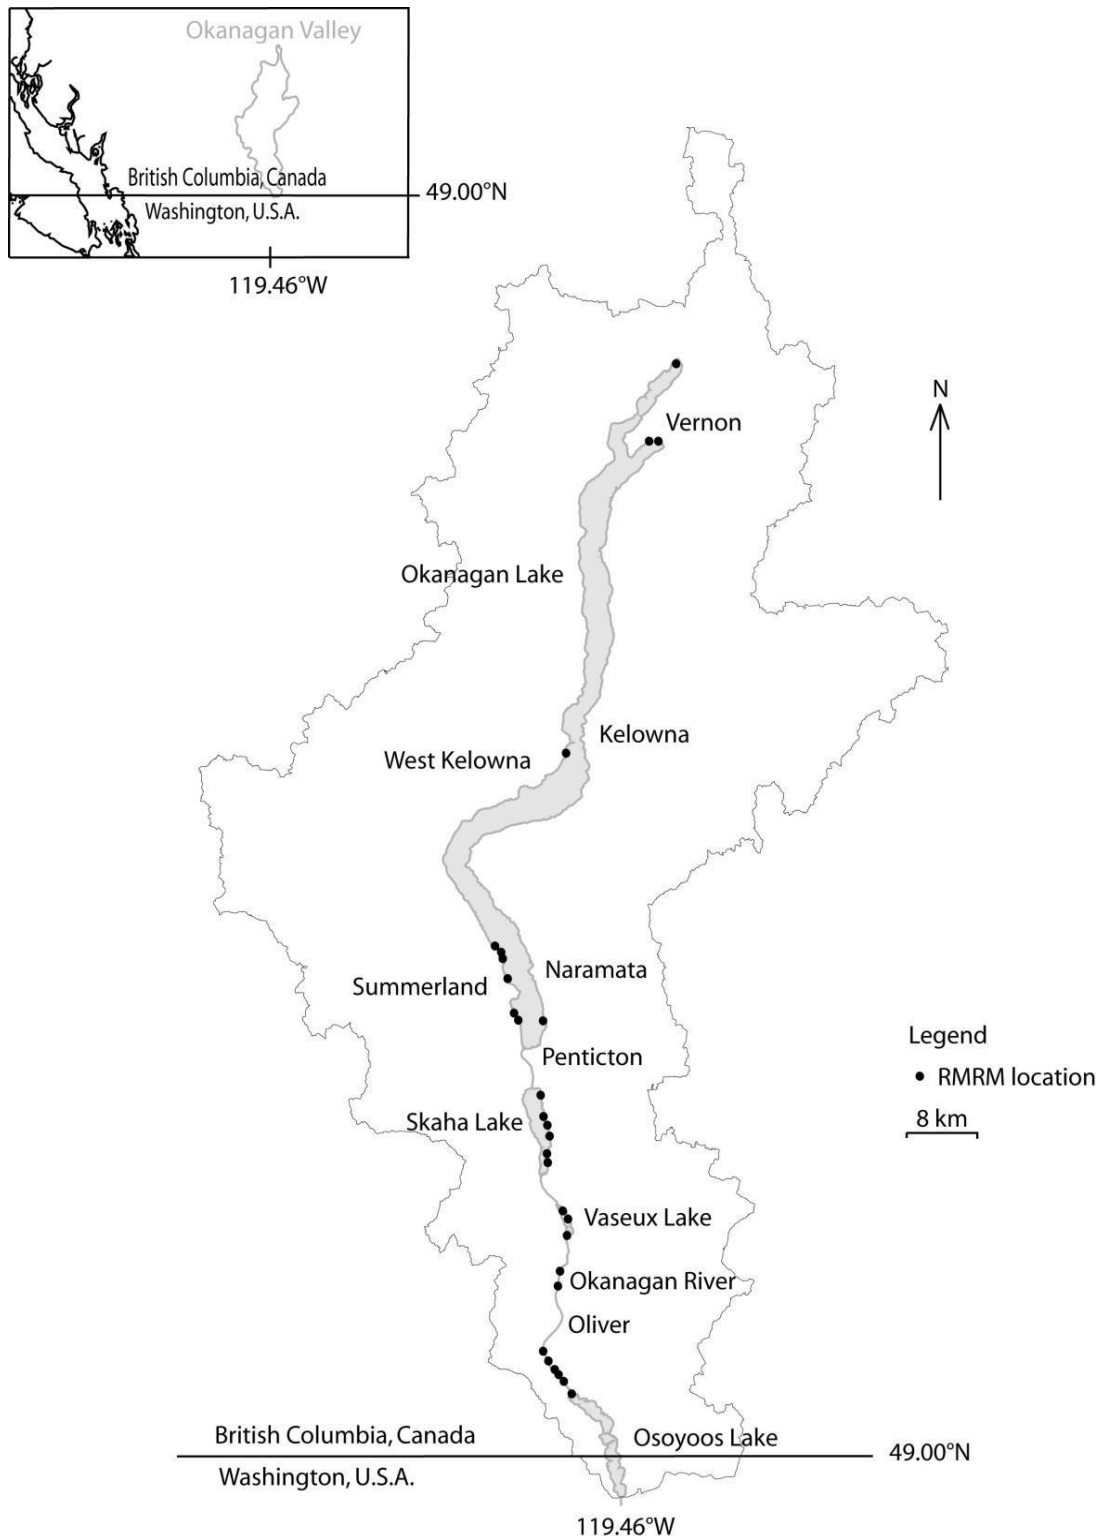 Okanagan Valley
British Columbia, Canada
49.00°N
Washington, U.S.A.
119.46°W
N
Vernon
Okanagan Lake
Kelowna
West Kelowna
Naramata
Summerland
Legend
Penticton
RMRM location
Skaha Lake
8 km
Vaseux Lake
Okanagan River
Oliver
British Columbia, Canada
Osoyoos Lake
49.00°N
Washington, U.S.A.
119.46°W